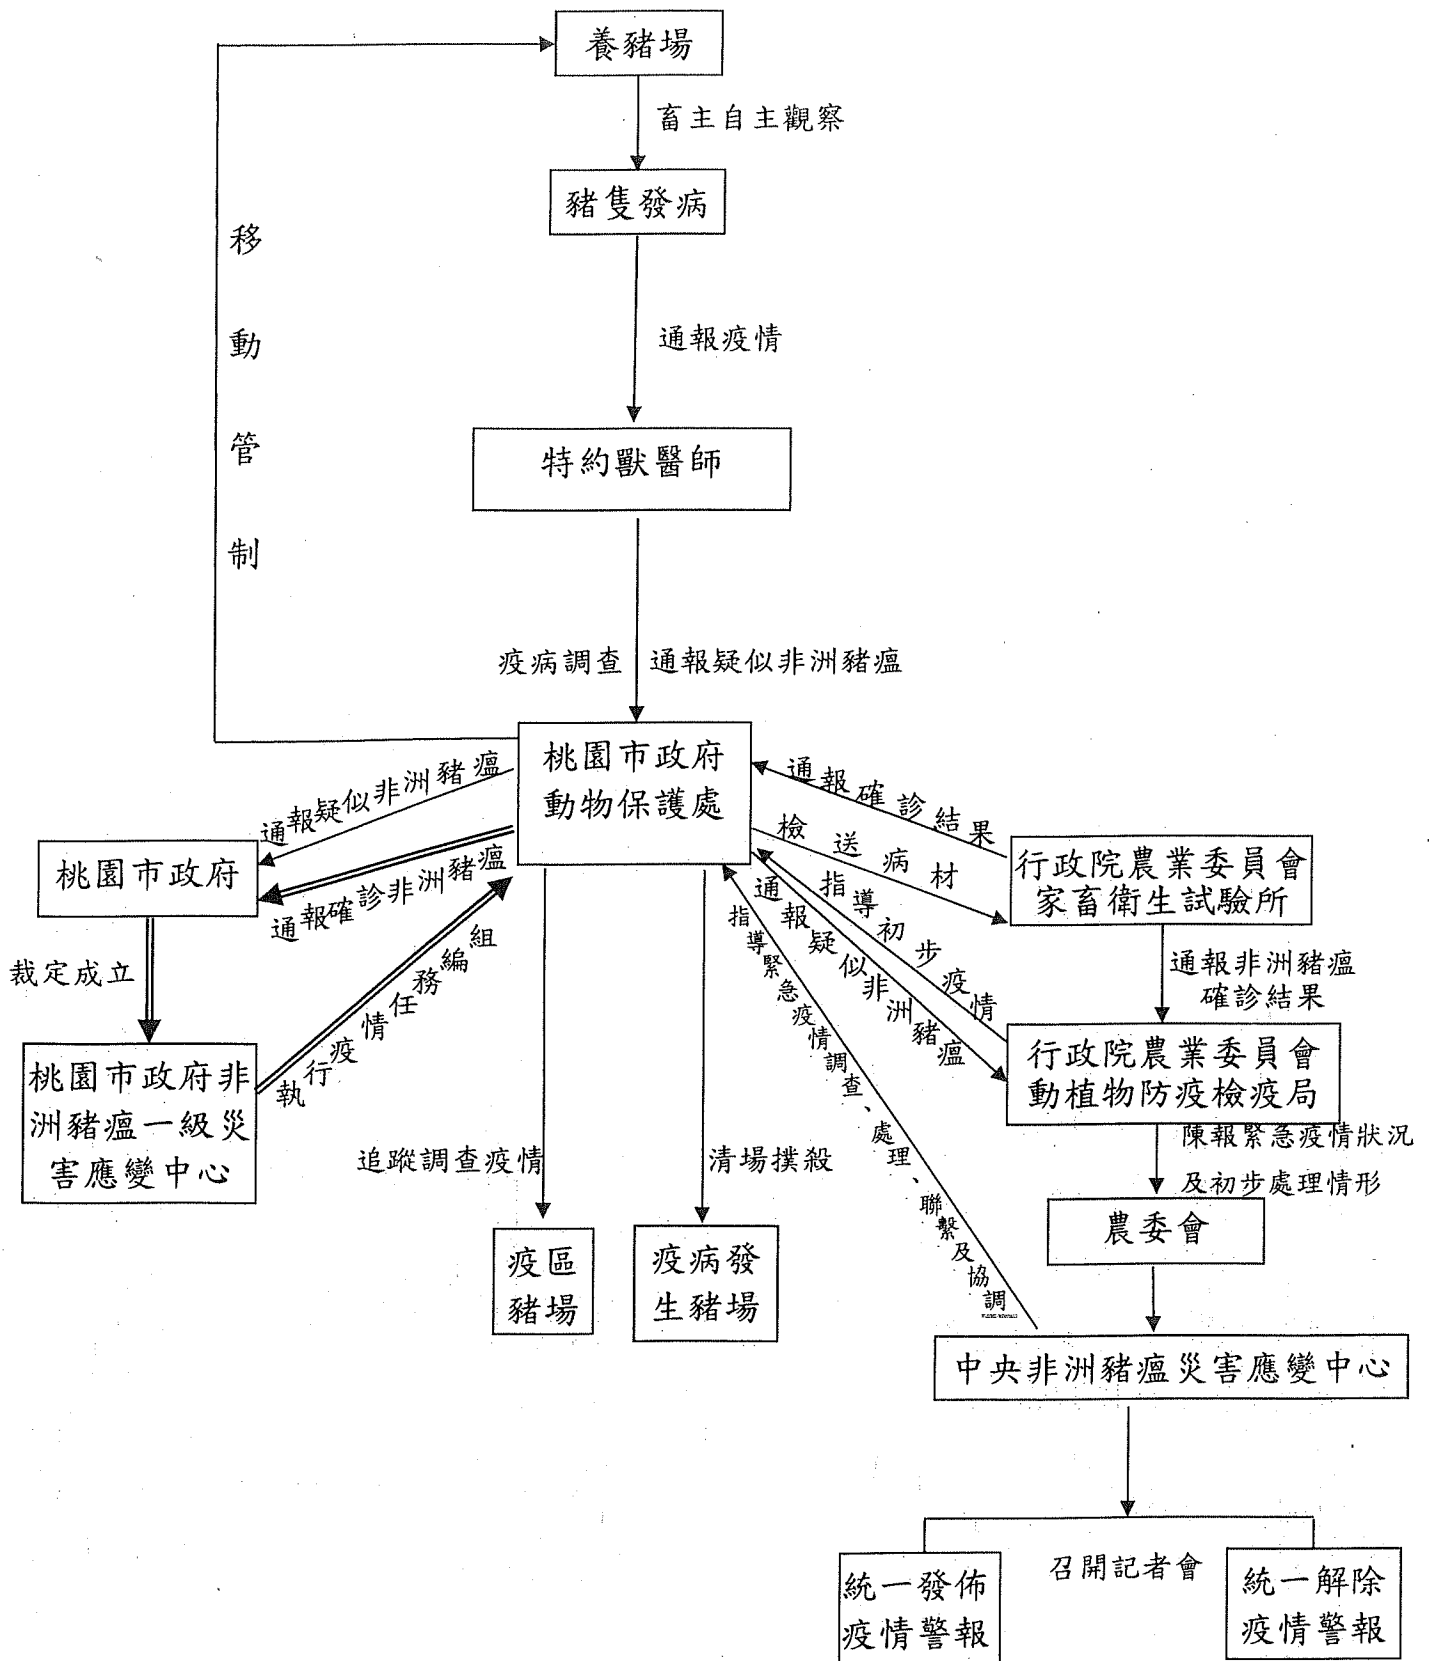 養豬場
畜主自主觀察
豬隻發病
移動管制
通報疫情
特約獸醫師
疫病調查
通報疑似非洲豬瘟
桃園市政府
動物保護處
通報疑似非洲豬瘟
通報確診非洲豬瘟
執行疫情任務編組
桃園市政府
裁定成立
桃園市政府非
洲豬瘟一級災
害應變中心
通報確診結果
檢送病材
指導初步疫情
通報疑似非洲豬瘟
指導緊急疫情調查、處理、聯繫及協調
行政院農業委員會
家畜衛生試驗所
通報非洲豬瘟
確診結果
行政院農業委員會
動植物防疫檢疫局
陳報緊急疫情狀況
及初步處理情形
農委會
追蹤調查疫情
清場撲殺
疫區
豬場
疫病發
生豬場
中央非洲豬瘟災害應變中心
召開記者會
統一發佈
疫情警報
統一解除
疫情警報